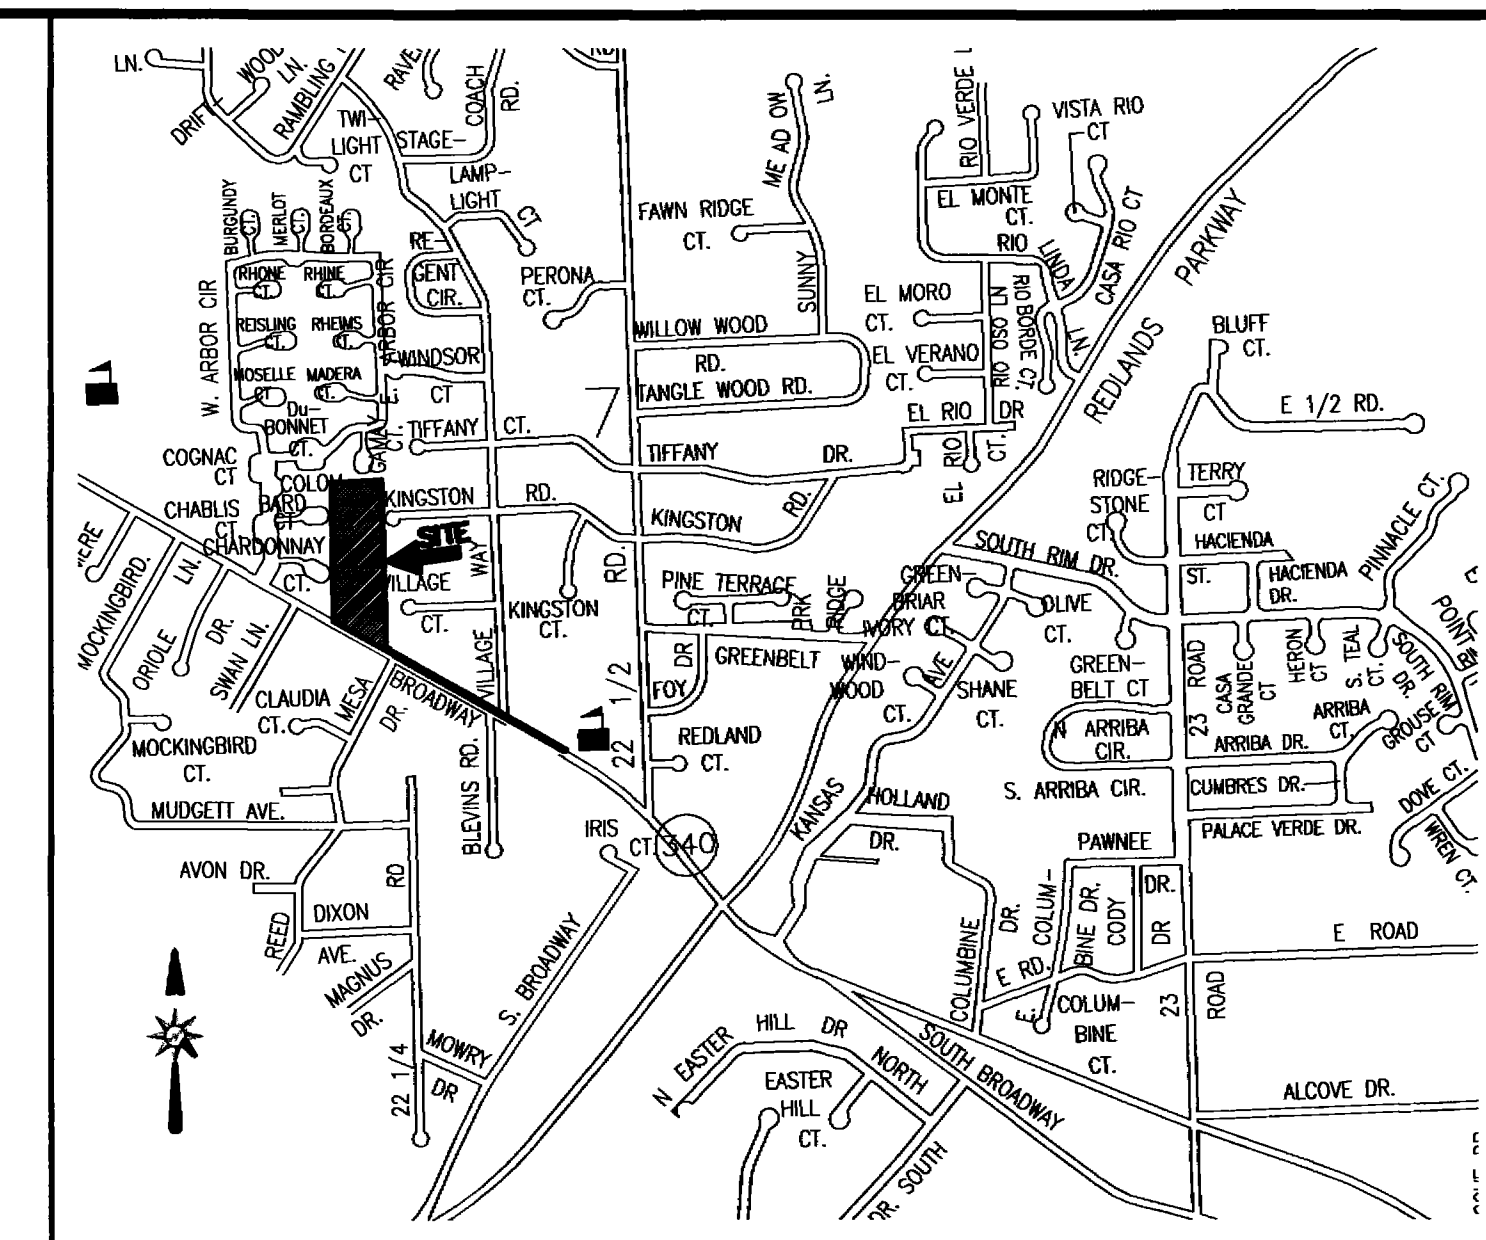 LN.
WOOD
LN.
RAMBLING
DRIFT
TWI-
LIGHT
CT
STAGE-
COACH
RD.
LAMP-
LIGHT
CT
RE-
GENT
CIR.
PERONA
CT.
BURGUNDY
CT.
MERLOT
CT.
BORDEAUX
CT.
RHONE
CT.
RHINE
CT.
REISLING
CT.
RHEIMS
CT.
MOSELLE
CT
MADERA
CT.
W. ARBOR CIR
E. ARBOR CIR
DU-
BONNET
CT.
GAMAY
CT.
COGNAC
CT
COLOM
BARD
CT
CHABLIS
CT.
CHARDONNAY
CT.
WINDSOR
CT
TIFFANY CT.
TIFFANY DR.
KINGSTON RD.
KINGSTON RD.
KINGSTON
CT.
SITE
VILLAGE
CT.
VILLAGE WAY
FAWN RIDGE
CT.
SUNNY
ME AD OW
LN.
WILLOW WOOD
RD.
TANGLE WOOD RD.
RIO VERDE
VISTA RIO
CT
EL MONTE
CT.
CASA RIO CT
RIO
LINDA
LN.
RIO BORDE CT.
RIO OSO LN
EL MORO
CT.
EL VERANO
CT.
EL RIO DR
EL RIO
CT.
REDLANDS PARKWAY
BLUFF
CT.
E 1/2 RD.
RIDGE-
STONE
CT
TERRY
CT
PINNACLE CT.
HACIENDA
ST.
HACIENDA
DR.
SOUTH RIM DR.
GREEN-
BRIAR
CT.
OLIVE
CT.
IVORY CT.
WIND-
WOOD
CT.
SHANE
CT.
GREEN-
BELT CT
KANSAS AVE
23 ROAD
CASA
GRANDE
CT
HERON
CT
S. TEAL
CT.
SOUTH RIM
DR.
GROUSE
CT
N ARRIBA
CIR.
S. ARRIBA CIR.
ARRIBA DR.
ARRIBA
CT.
CUMBRES DR.
PALACE VERDE DR.
DOVE CT.
WREN CT.
PINE TERRACE
CT.
BRK
RIDGE
GREENBELT
FOY
DR
REDLAND
CT.
22 1/2 RD.
MOCKINGBIRD.
LN.
ORIOLE
DR.
SWAN LN.
CLAUDIA
CT.
MESA
DR.
BROADWAY
MOCKINGBIRD
CT.
MUDGETT AVE.
BLEVINS RD.
IRIS
CT.
340
AVON DR.
REED
DIXON
AVE.
MAGNUS
DR.
22 1/4 RD
MOWRY
DR
S. BROADWAY
HOLLAND
DR.
COLUMBINE
DR.
PAWNEE
E. COLUM-
BINE DR.
CODY
DR
DR.
E RD.
E ROAD
E. COLUM-
BINE
CT.
23 ROAD
ALCOVE DR.
N EASTER HILL DR
EASTER
HILL
CT.
NORTH
SOUTH BROADWAY
DR. SOUTH